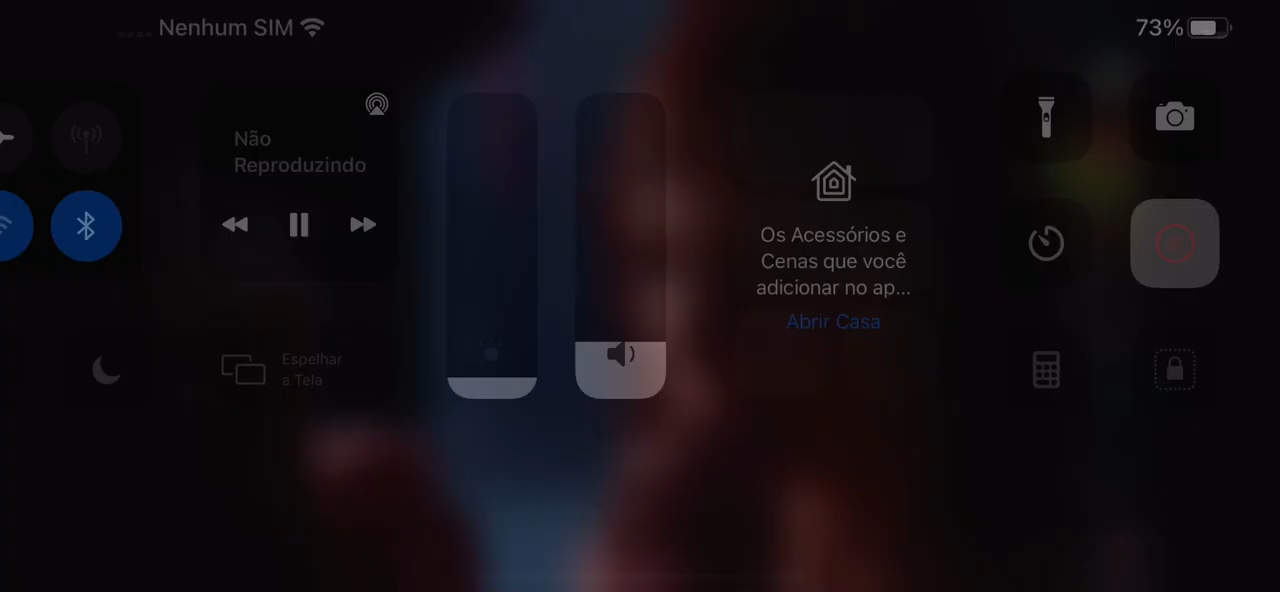 Nenhum SIM
73%
Não
Reproduzindo
Os Acessórios e
Cenas que você
adicionar no ap...
Abrir Casa
Espelhar
a Tela